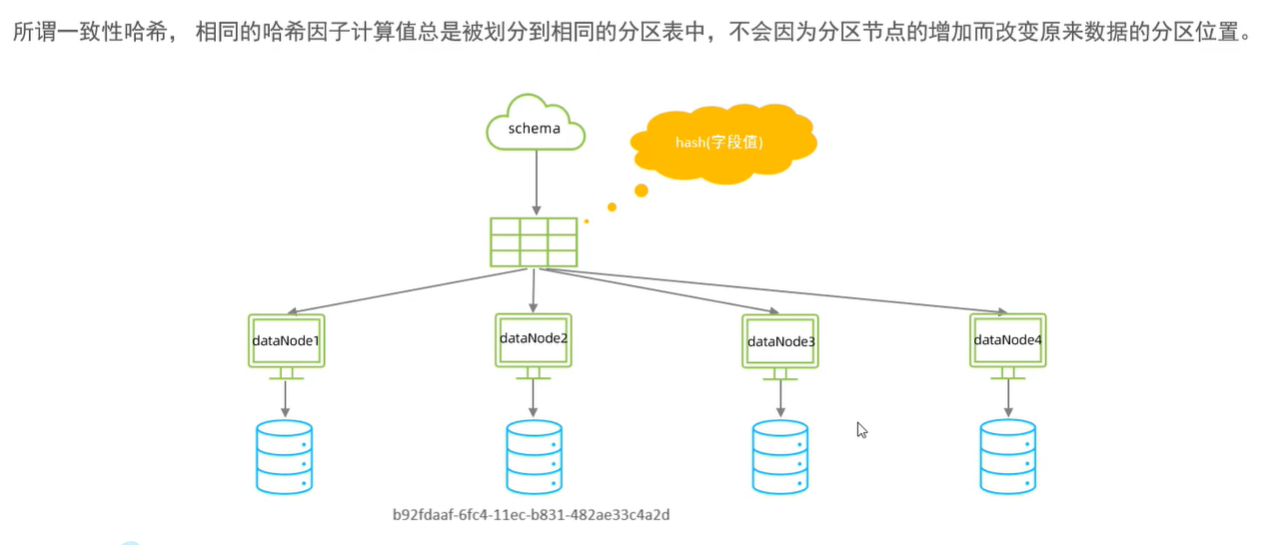 所谓一致性哈希， 相同的哈希因子计算值总是被划分到相同的分区表中，不会因为分区节点的增加而改变原来数据的分区位置。
schema
hash(字段值)
dataNode1
dataNode2
dataNode3
dataNode4
b92fdaaf-6fc4-11ec-b831-482ae33c4a2d